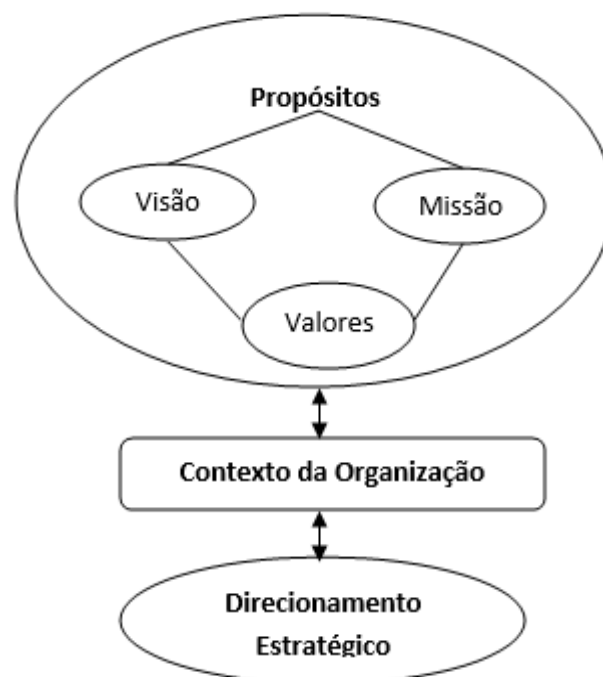 Propósitos
Visão
Missão
Valores
Contexto da Organização
Direcionamento
Estratégico